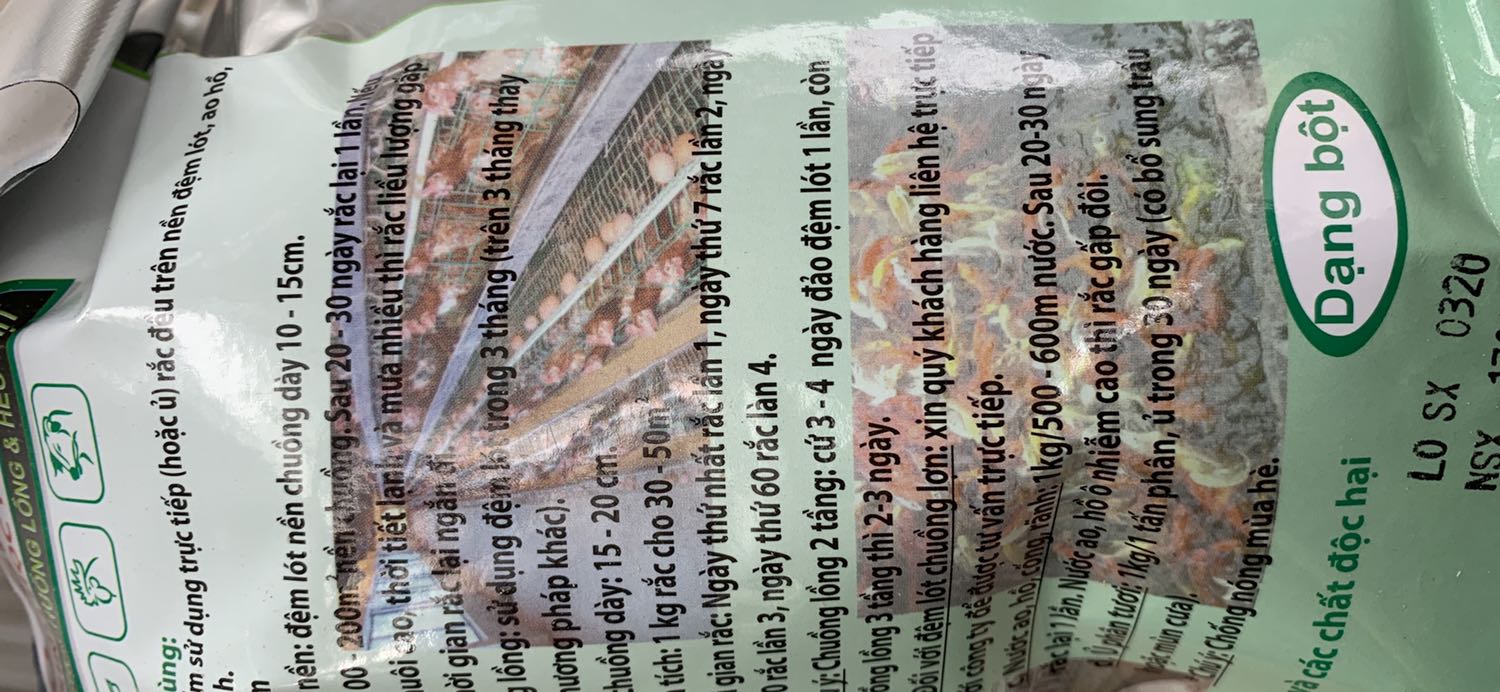 CHUỒNG LỒNG & HEO
ùng:
m sử dụng trực tiếp (hoặc ủ) rắc đều trên nền đệm lót, ao hồ,
h.
nền: đệm lót nền chuồng dày 10 - 15cm.
200m² nền chuồng. Sau 20 - 30 ngày rắc lại 1 lần.
uôi cao, thời tiết lạnh và mưa nhiều thì rắc liều lượng gấp
ời gian rắc lại ngắn đi.
g lồng: sử dụng đệm lót trong 3 tháng (trên 3 tháng thay
hương pháp khác).
huồng dày: 15 - 20 cm.
tích: 1 kg rắc cho 30 - 50m²
gian rắc: Ngày thứ nhất rắc lần 1, ngày thứ 7 rắc lần 2, ngày
0 rắc lần 3, ngày thứ 60 rắc lần 4.
ý: Chuồng lồng 2 tầng: cứ 3 - 4 ngày đảo đệm lót 1 lần, còn
ồng lồng 3 tầng thì 2-3 ngày.
Đối với đệm lót chuồng lợn: xin quý khách hàng liên hệ trực tiếp
ới công ty để được tư vấn trực tiếp.
c. Nước ao, hồ, cống rãnh: 1kg/500 - 600m nước. Sau 20-30 ngày
rắc lại 1 lần. Nước ao, hồ ô nhiễm cao thì rắc gấp đôi.
d. Ủ phân tươi: 1kg/1 tấn phân, ủ trong 30 ngày (có bổ sung trấu
hoặc mùn cưa)
Chú ý: Chống nóng mùa hè.
Dạng bột
à các chất độc hại
LO SX 0320
NSX